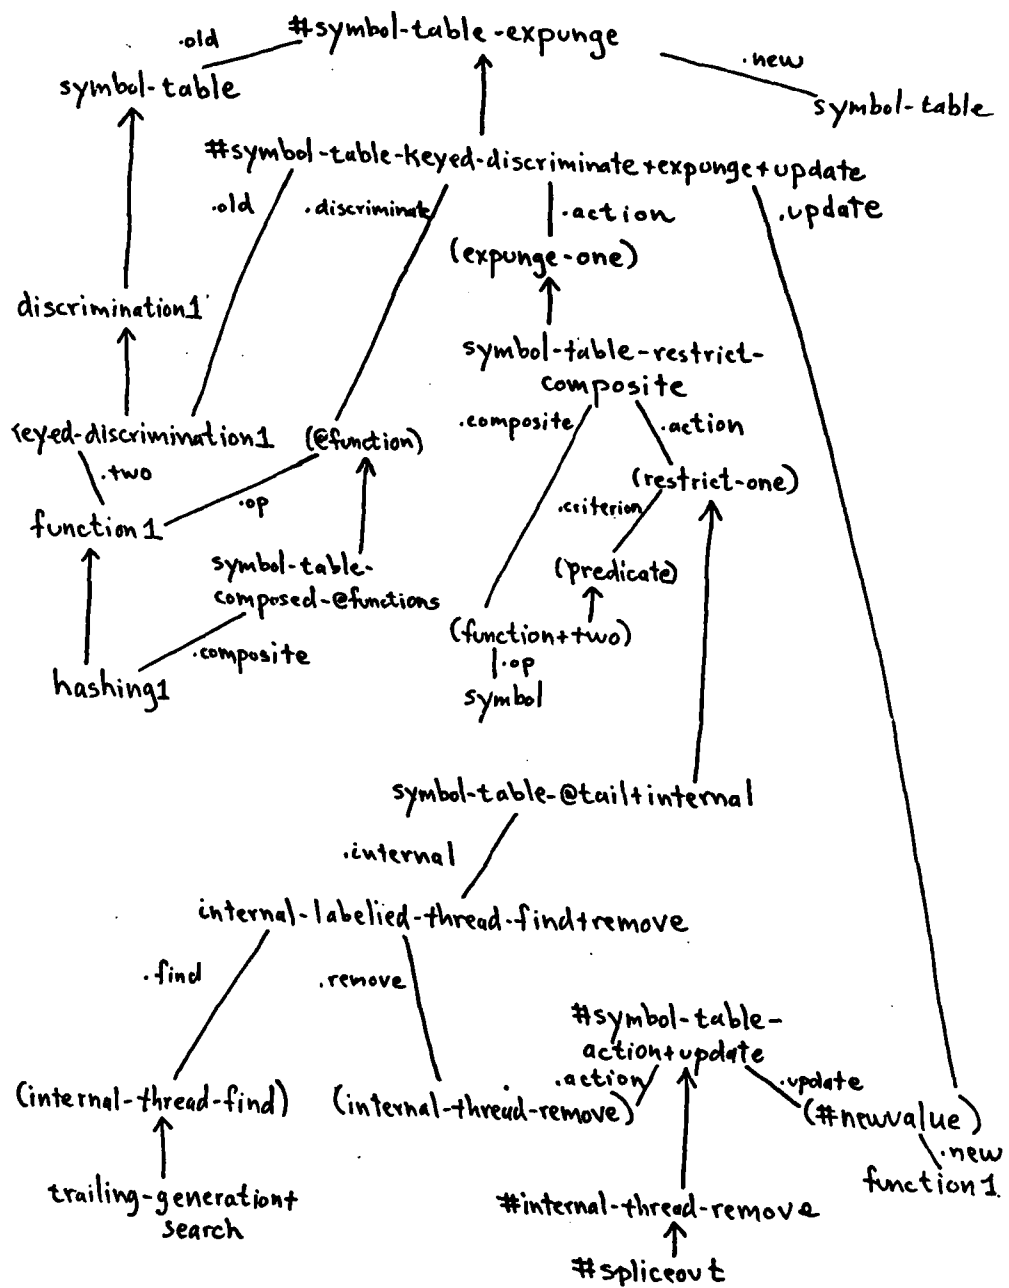 .old
#symbol-table-expunge
.new
symbol-table
symbol-table
#symbol-table-keyed-discriminate+expunge+update
.old
.discriminate
.action
.update
(expunge-one)
discrimination1
symbol-table-restrict-
composite
.composite
.action
keyed-discrimination1
(@function)
.two
(restrict-one)
.op
.criterion
function1
symbol-table-
composed-@functions
(predicate)
.composite
(function+two)
.op
hashing1
symbol
symbol-table-@tail+internal
.internal
internal-labelied-thread-find+remove
.find
.remove
#symbol-table-
action+update
.action
.update
(internal-thread-find)
(internal-thread-remove)
(#newvalue)
.new
function1
trailing-generation+
search
#internal-thread-remove
#spliceout